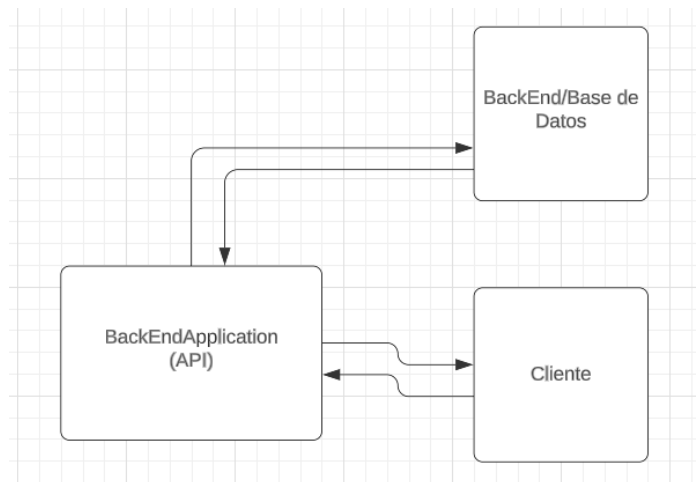 BackEnd/Base de
Datos
BackEndApplication
(API)
Cliente